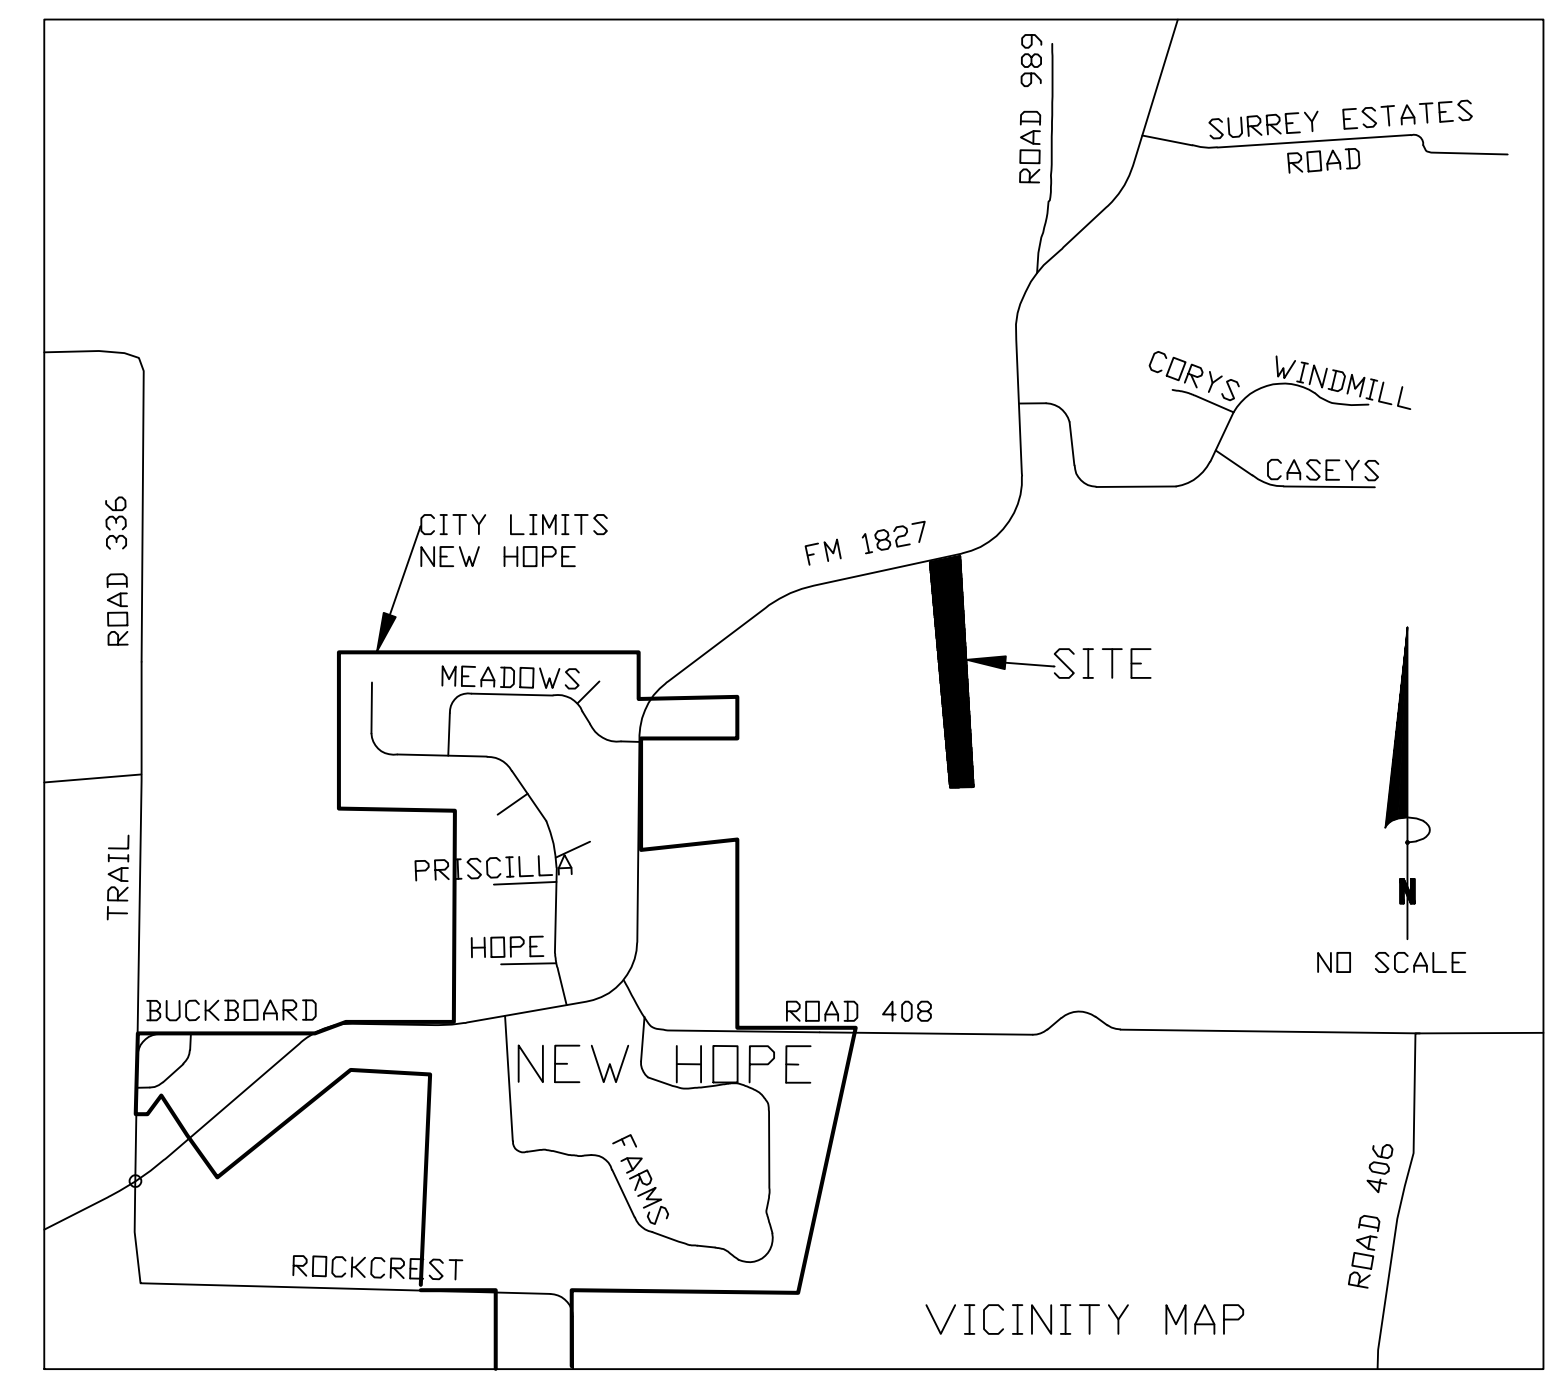 ROAD 989
SURREY ESTATES
ROAD
CORYS
WINDMILL
CASEYS
ROAD 336
CITY LIMITS
NEW HOPE
FM 1827
MEADOWS
SITE
TRAIL
PRISCILLA
HOPE
N
NO SCALE
BUCKBOARD
ROAD 408
NEW HOPE
FARMS
ROAD 406
ROCKCREST
VICINITY MAP